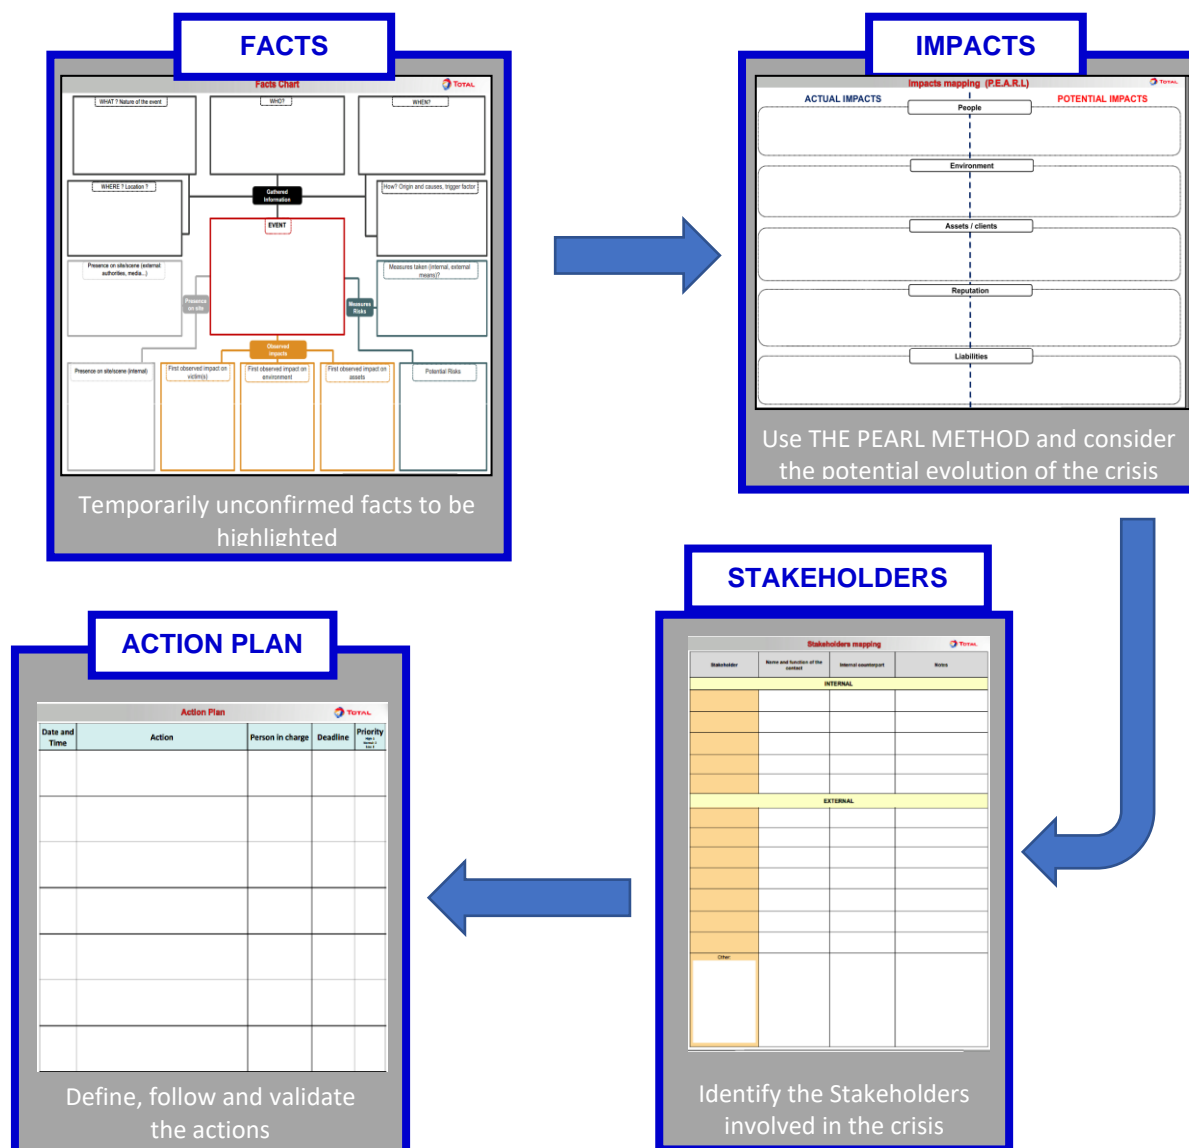 FACTS
Facts Chart
TOTAL
WHAT ? Nature of the event
WHO?
WHEN?
WHERE ? Location ?
Gathered
Information
How? Origin and causes, trigger factor
EVENT
Presence on site/scene (external:
authorities, media...)
Presence
on site
Measures taken (internal, external
means)?
Measures
Risks
Observed
impacts
Presence on site/scene (internal)
First observed impact on
victim(s)
First observed impact on
environment
First observed impact on
assets
Potential Risks
Temporarily unconfirmed facts to be
highlighted
IMPACTS
Impacts mapping (P.E.A.R.L)
TOTAL
ACTUAL IMPACTS
POTENTIAL IMPACTS
People
Environment
Assets / clients
Reputation
Liabilities
Use THE PEARL METHOD and consider
the potential evolution of the crisis
STAKEHOLDERS
Stakeholders mapping
TOTAL
Stakeholder
Name and function of the
contact
Internal counterpart
Notes
INTERNAL
EXTERNAL
Other:
Identify the Stakeholders
involved in the crisis
ACTION PLAN
Action Plan
TOTAL
Date and
Time
Action
Person in charge
Deadline
Priority
Define, follow and validate
the actions